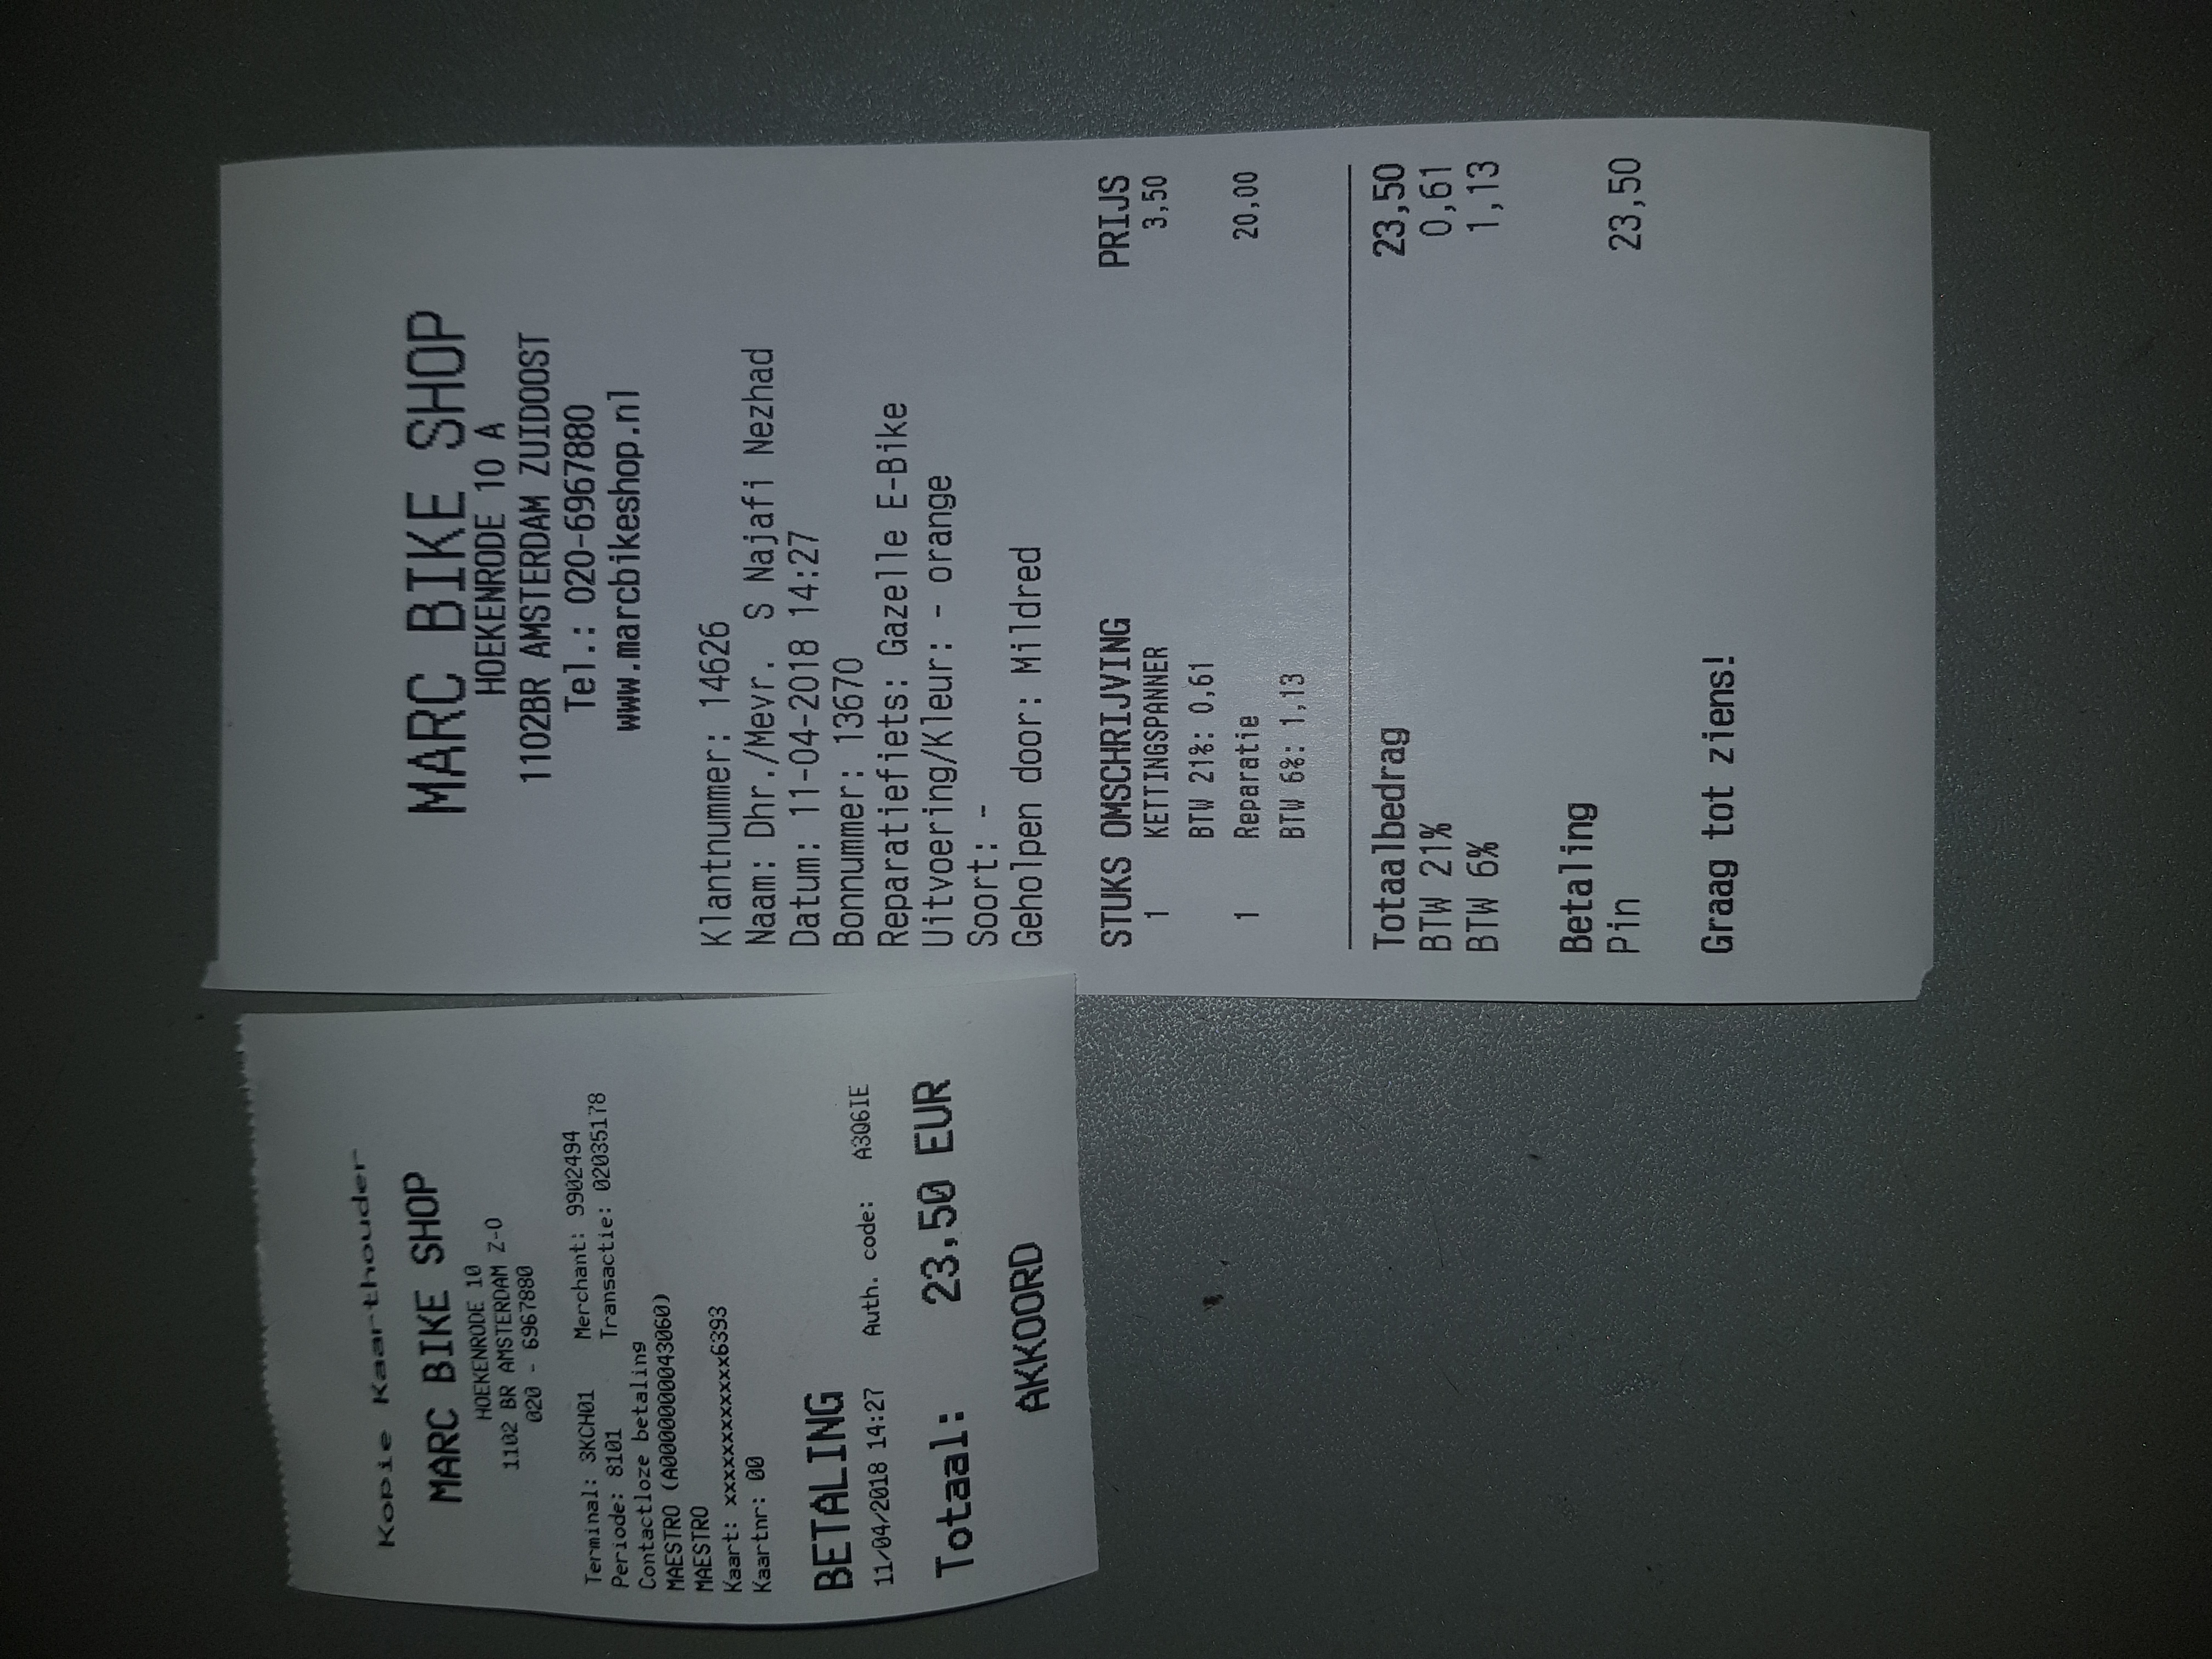 Kopie Kaarthouder
MARC BIKE SHOP
HOEKENRODE 10
1102 BR AMSTERDAM Z-O
020 - 6967880
Terminal: 3KCH01 Merchant: 9902494
Periode: 8101 Transactie: 02035178
Contactloze betaling
MAESTRO (A0000000043060)
MAESTRO
Kaart: xxxxxxxxxxxx6393
Kaartnr: 00
BETALING
11/04/2018 14:27 Auth. code: A3Q6IE
Totaal: 23,50 EUR
AKKOORD
MARC BIKE SHOP
HOEKENRODE 10 A
1102BR AMSTERDAM ZUIDOOST
Tel.: 020-6967880
www.marcbikeshop.nl
Klantnummer: 14626
Naam: Dhr./Mevr. S Najafi Nezhad
Datum: 11-04-2018 14:27
Bonnummer: 13670
Reparatiefiets: Gazelle E-Bike
Uitvoering/Kleur: - orange
Soort: -
Geholpen door: Mildred
STUKS OMSCHRIJVING PRIJS
1 KETTINGSPANNER 3,50
BTW 21%: 0,61
1 Reparatie 20,00
BTW 6%: 1,13
Totaalbedrag 23,50
BTW 21% 0,61
BTW 6% 1,13
Betaling
Pin 23,50
Graag tot ziens!